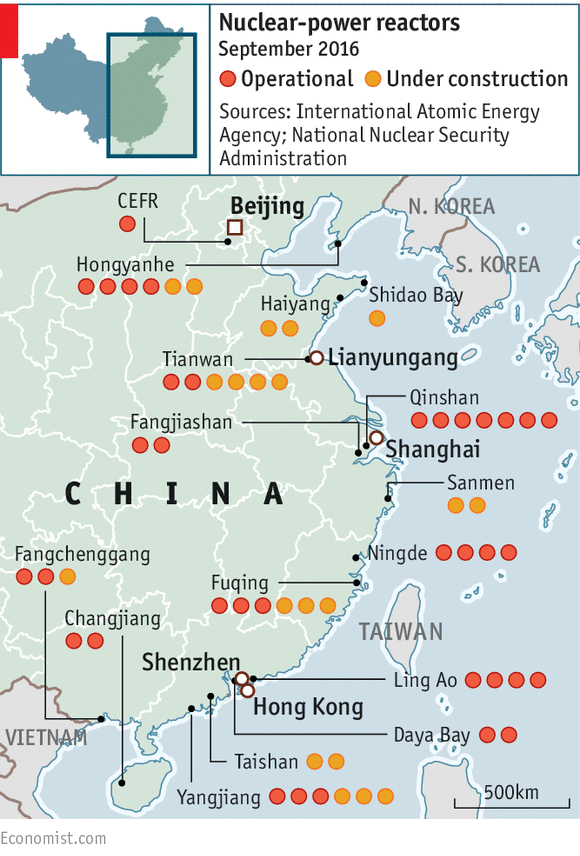 Nuclear-power reactors
September 2016
Operational Under construction
Sources: International Atomic Energy
Agency; National Nuclear Security
Administration
CEFR
Beijing
N. KOREA
Hongyanhe
S. KOREA
Haiyang
Shidao Bay
Tianwan
Lianyungang
Qinshan
Fangjiashan
Shanghai
CHINA
Sanmen
Fangchenggang
Ningde
Fuqing
Changjiang
TAIWAN
Shenzhen
Ling Ao
Hong Kong
VIETNAM
Daya Bay
Taishan
Yangjiang
500km
Economist.com